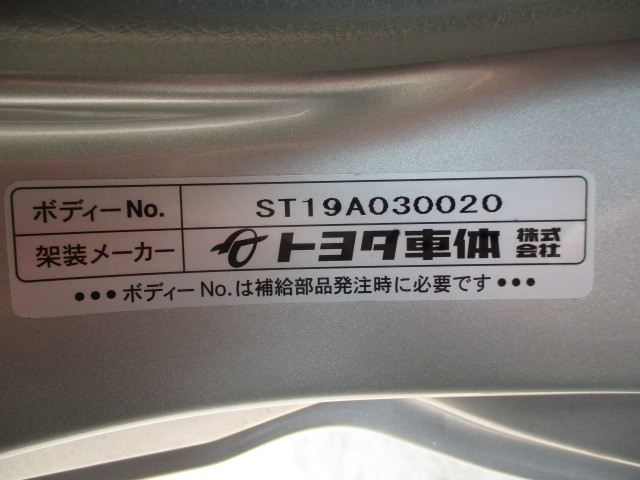 ボディーNo. ST19A030020
架装メーカー トヨタ車体 株式会社
•••ボディーNo.は補給部品発注時に必要です•••